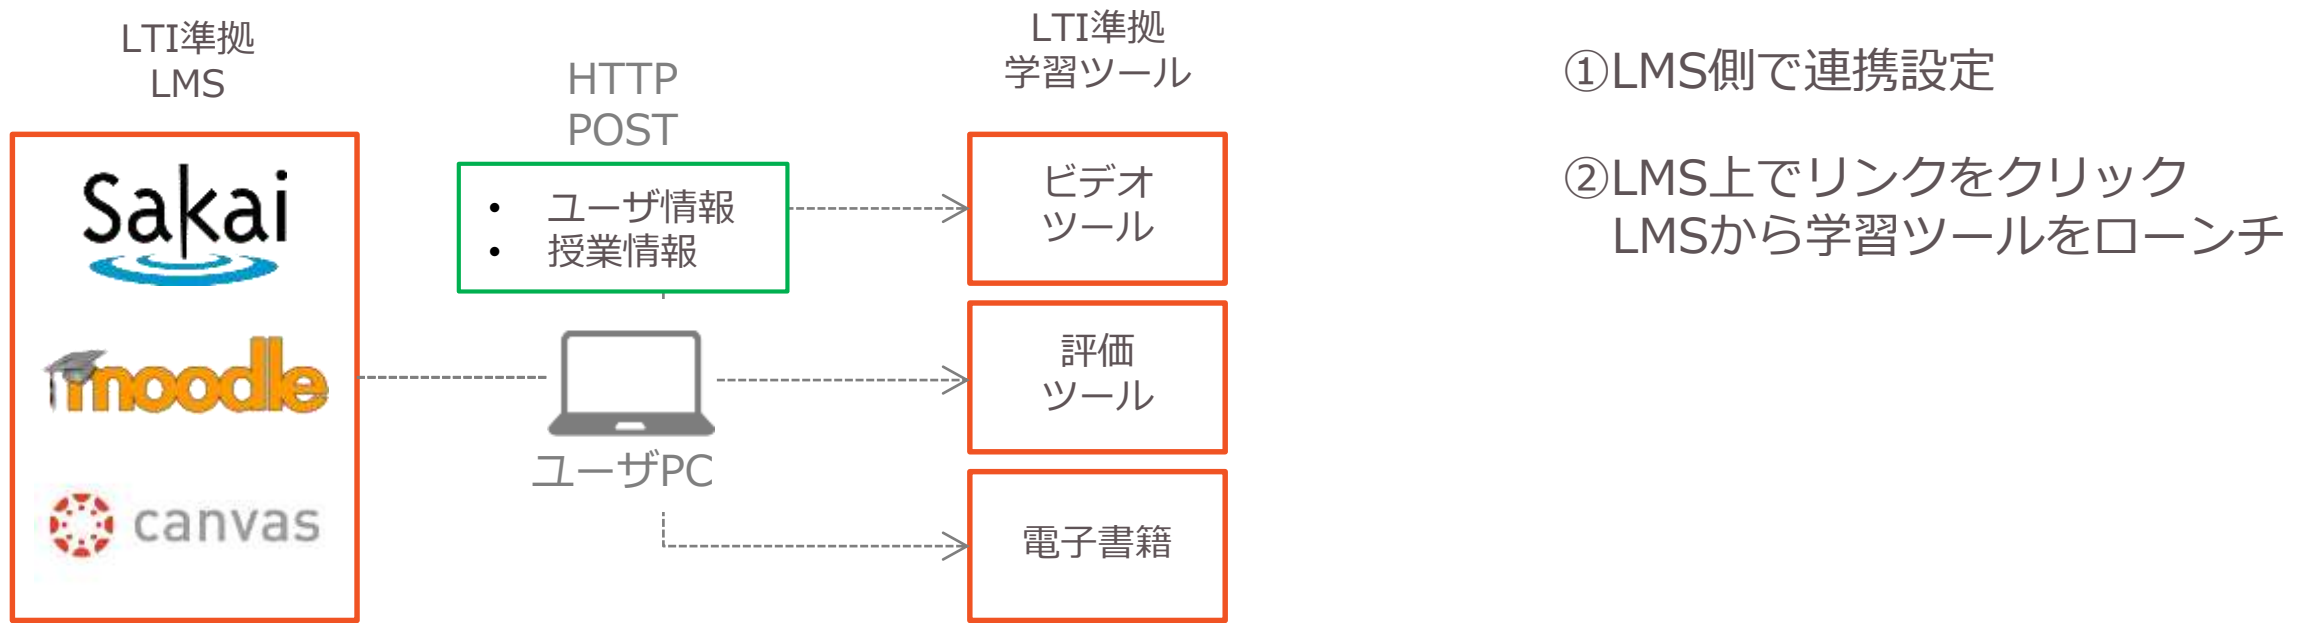 LTI準拠
LMS
Sakai
moodle
canvas
HTTP
POST
• ユーザ情報
• 授業情報
ユーザPC
LTI準拠
学習ツール
ビデオ
ツール
評価
ツール
電子書籍
①LMS側で連携設定
②LMS上でリンクをクリック
LMSから学習ツールをローンチ